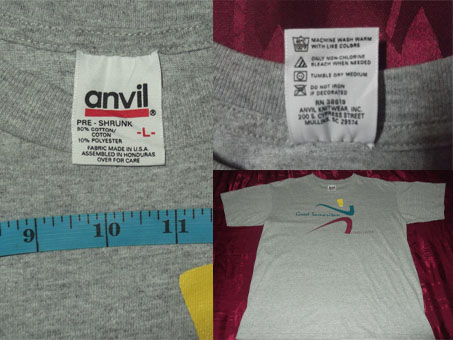 anvil®
PRE-SHRUNK
90% COTTON/
COTON
-L-
10% POLYESTER
FABRIC MADE IN U.S.A.
ASSEMBLED IN HONDURAS
OVER FOR CARE
9 10 11
MACHINE WASH WARM
WITH LIKE COLORS
ONLY NON-CHLORINE
BLEACH WHEN NEEDED
TUMBLE DRY MEDIUM
DO NOT IRON
IF DECORATED
RN 38619
ANVIL KNITWEAR, INC.
200 S. CYPRESS STREET
MULLINS, SC 29574
anvil